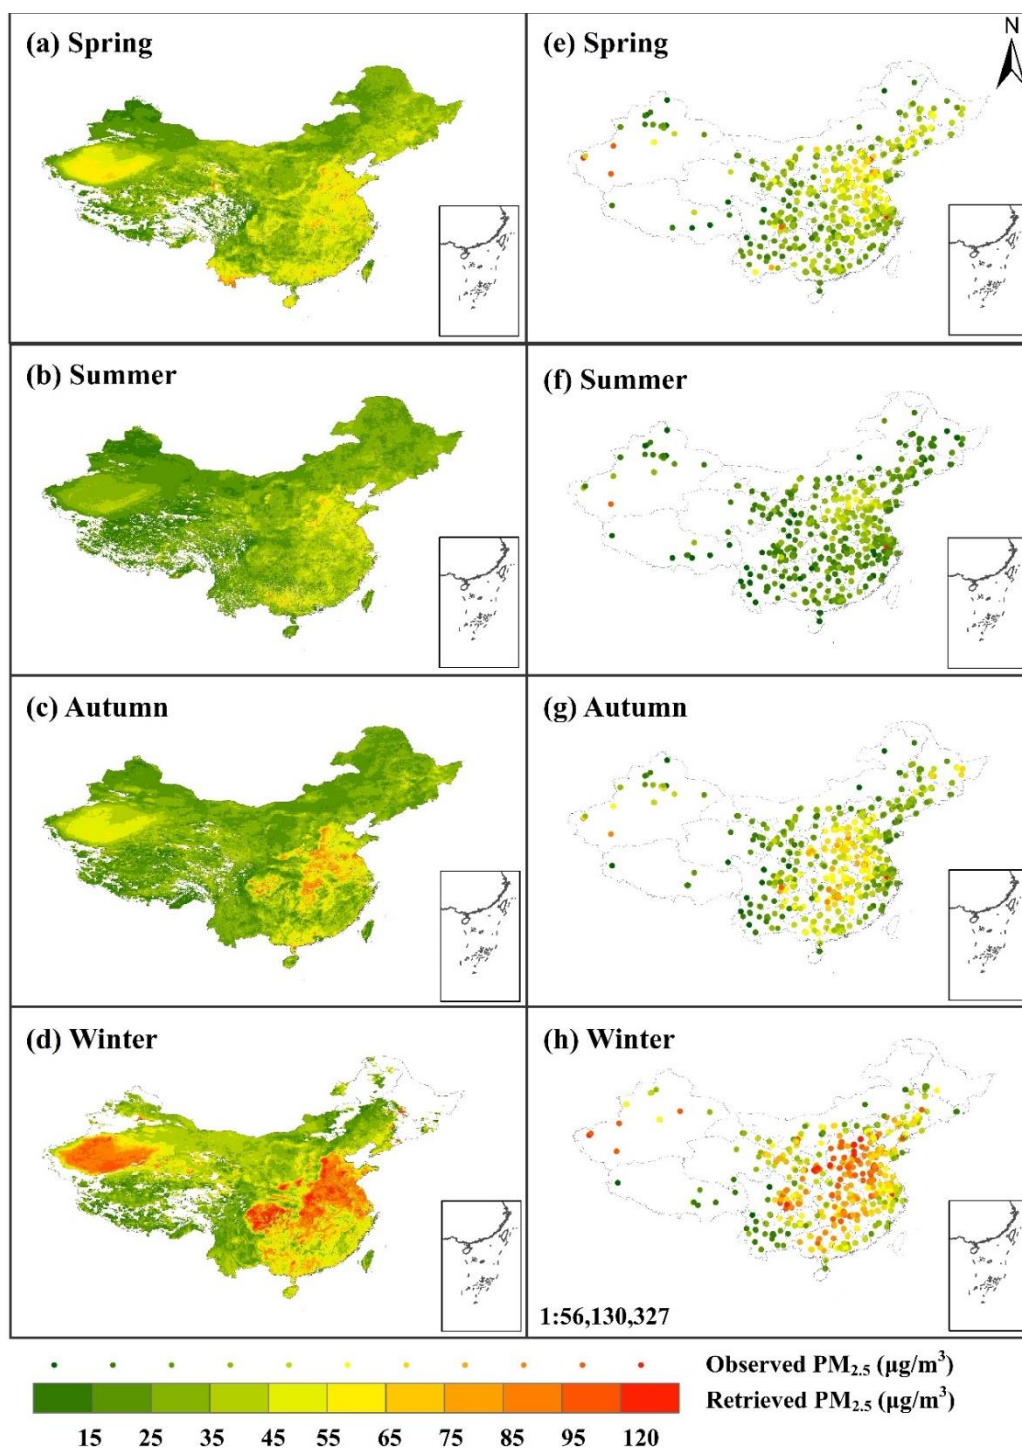 (a) Spring
(e) Spring
N
(b) Summer
(f) Summer
(c) Autumn
(g) Autumn
(d) Winter
(h) Winter
1:56,130,327
Observed PM2.5 (µg/m³)
Retrieved PM2.5 (µg/m³)
15 25 35 45 55 65 75 85 95 120